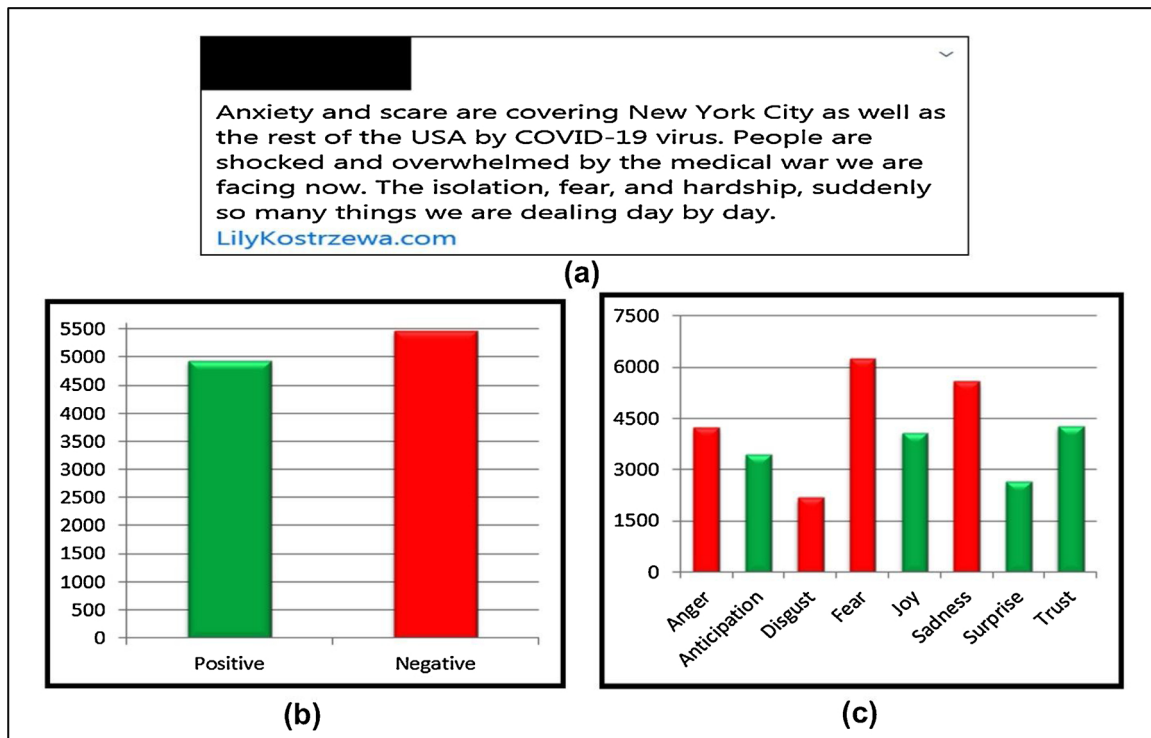 Anxiety and scare are covering New York City as well as
the rest of the USA by COVID-19 virus. People are
shocked and overwhelmed by the medical war we are
facing now. The isolation, fear, and hardship, suddenly
so many things we are dealing day by day.
LilyKostrzewa.com
(a)
5500
5000
4500
4000
3500
3000
2500
2000
1500
1000
500
0
Positive
Negative
(b)
7500
6000
4500
3000
1500
0
Anger
Anticipation
Disgust
Fear
Joy
Sadness
Surprise
Trust
(c)